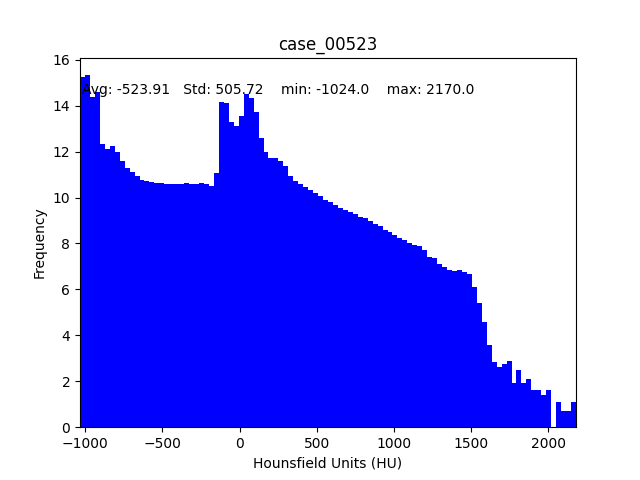 case_00523
Avg: -523.91 Std: 505.72 min: -1024.0 max: 2170.0
16
14
12
10
8
6
4
2
0
Frequency
−1000 −500 0 500 1000 1500 2000
Hounsfield Units (HU)